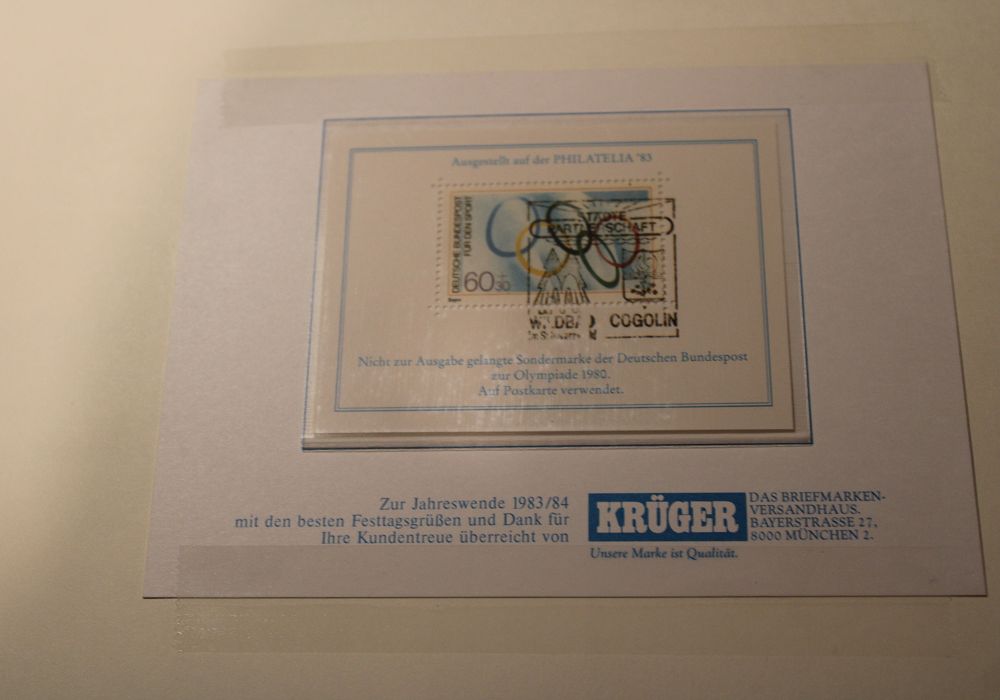 Ausgestellt auf der PHILATELIA '83
DEUTSCHE BUNDESPOST
FÜR DEN SPORT
60+30
STÄDTE
PARTNERSCHAFT
COGOLIN
Nicht zur Ausgabe gelangte Sondermarke der Deutschen Bundespost
zur Olympiade 1980.
Auf Postkarte verwendet.
Zur Jahreswende 1983/84
mit den besten Festtagsgrüßen und Dank für
Ihre Kundentreue überreicht von
KRÜGER
DAS BRIEFMARKEN-
VERSANDHAUS.
BAYERSTRASSE 27,
8000 MÜNCHEN 2.
Unsere Marke ist Qualität.